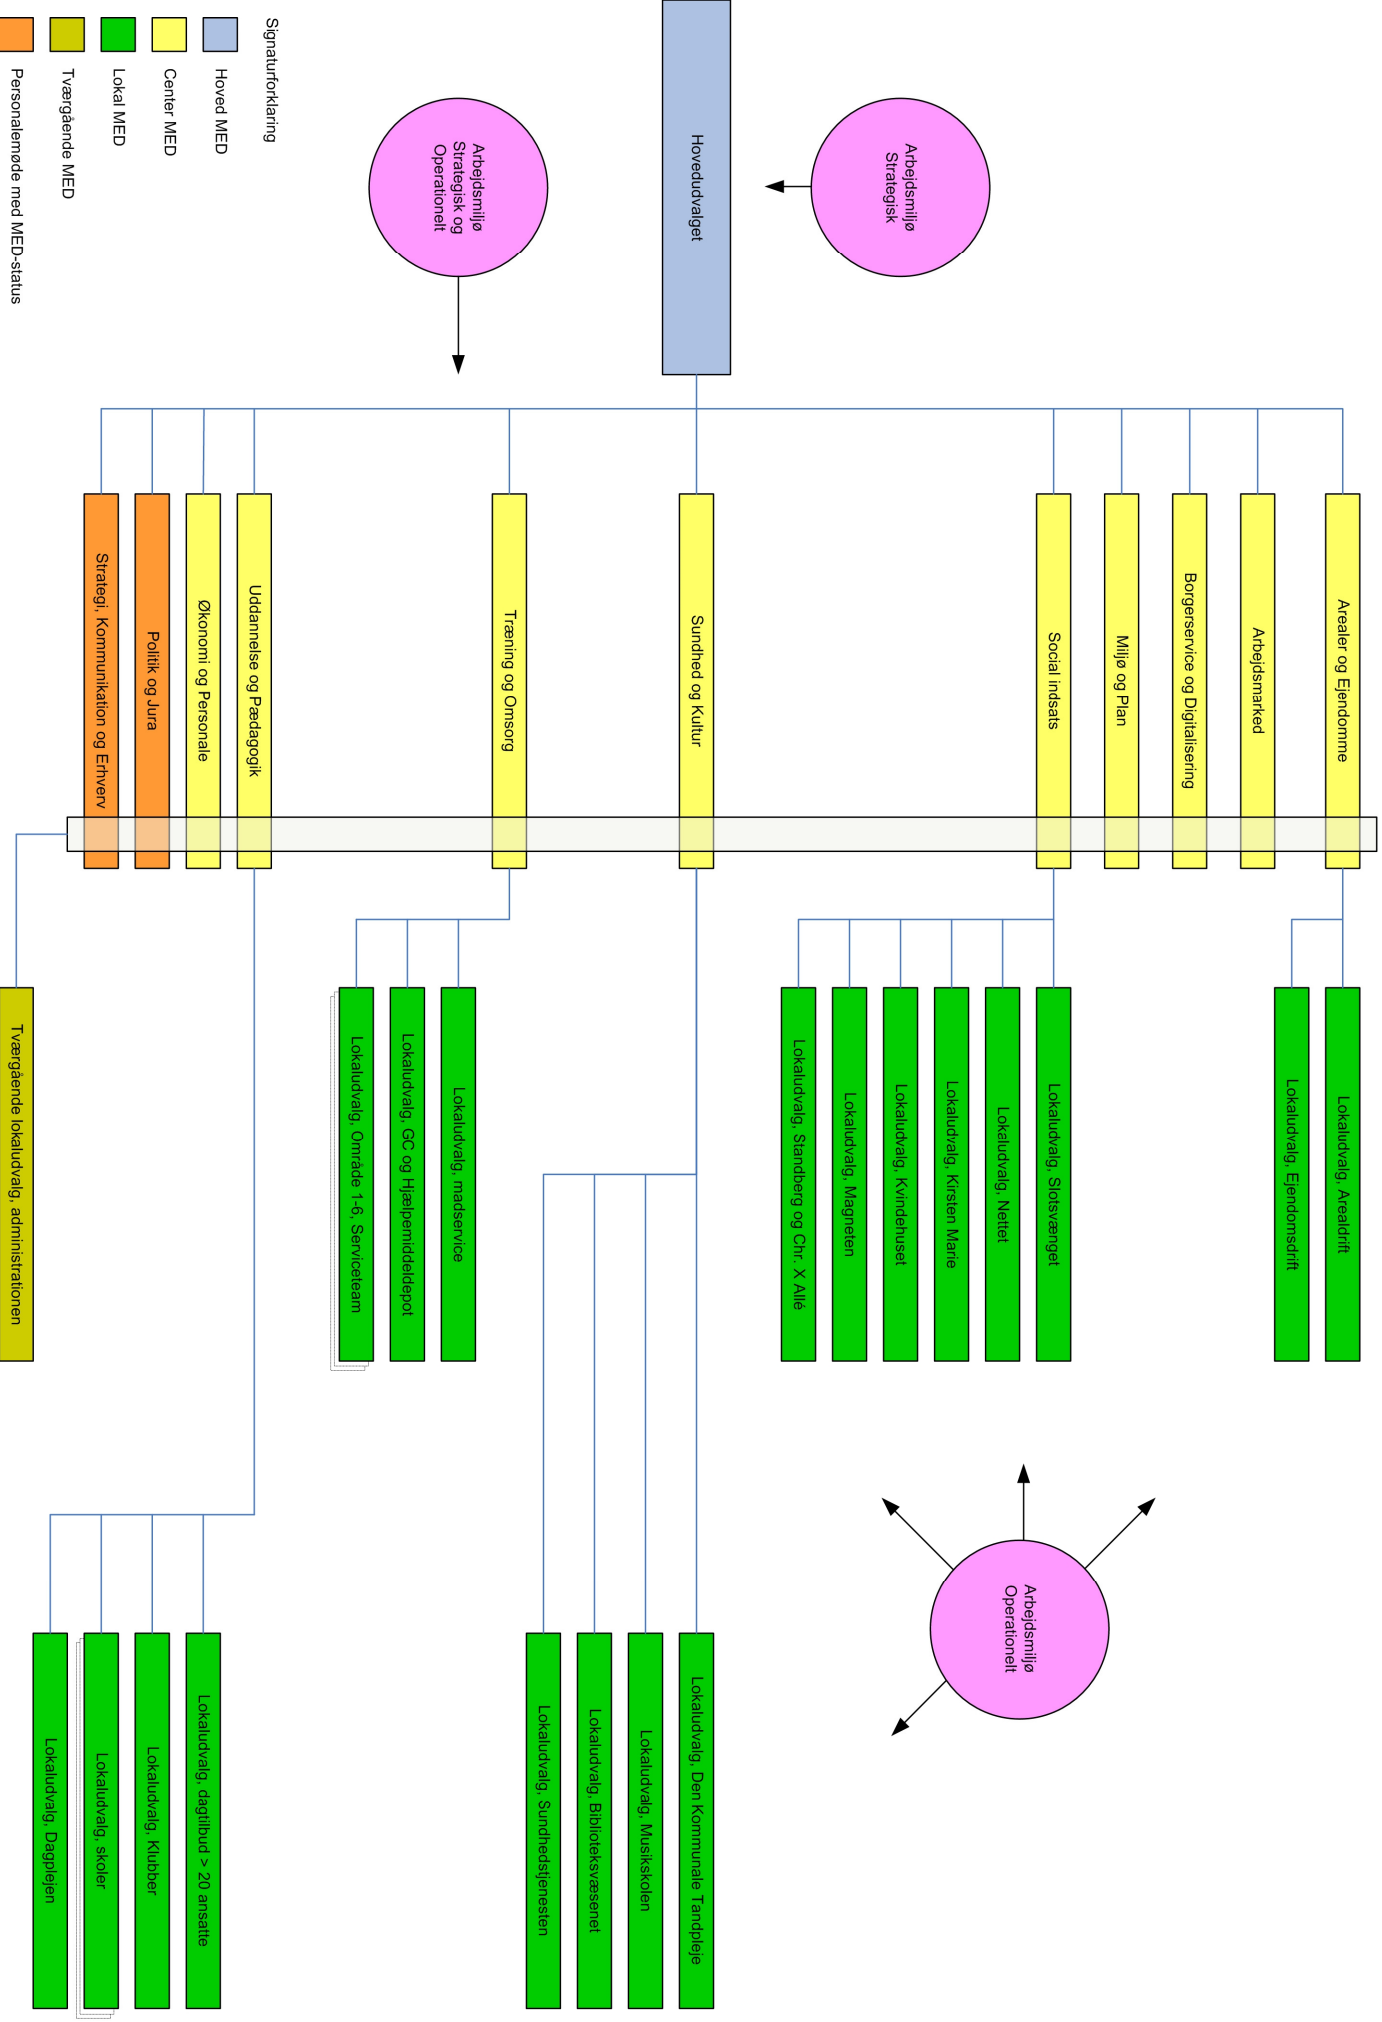 Arbejdsmiljø
Strategisk
Hovedudvalget
Arbejdsmiljø
Strategisk og
Operationelt
Signaturforklaring
Hoved MED
Center MED
Lokal MED
Tværgående MED
Personalemøde med MED-status
Arealer og Ejendomme
Arbejdsmarked
Borgerservice og Digitalisering
Miljø og Plan
Social indsats
Sundhed og Kultur
Træning og Omsorg
Uddannelse og Pædagogik
Økonomi og Personale
Politik og Jura
Strategi, Kommunikation og Erhverv
Lokaludvalg, Arealdrift
Lokaludvalg, Ejendomsdrift
Lokaludvalg, Slotsvænget
Lokaludvalg, Nettet
Lokaludvalg, Kirsten Marie
Lokaludvalg, Kvindehuset
Lokaludvalg, Magneten
Lokaludvalg, Standberg og Chr. X Allé
Lokaludvalg, madservice
Lokaludvalg, GC og Hjælpemiddeldepot
Lokaludvalg, Område 1-6, Serviceteam
Tværgående lokaludvalg, administrationen
Arbejdsmiljø
Operationelt
Lokaludvalg, Den Kommunale Tandpleje
Lokaludvalg, Musikskolen
Lokaludvalg, Biblioteksvæsenet
Lokaludvalg, Sundhedstjenesten
Lokaludvalg, dagtilbud > 20 ansatte
Lokaludvalg, Klubber
Lokaludvalg, skoler
Lokaludvalg, Dagplejen